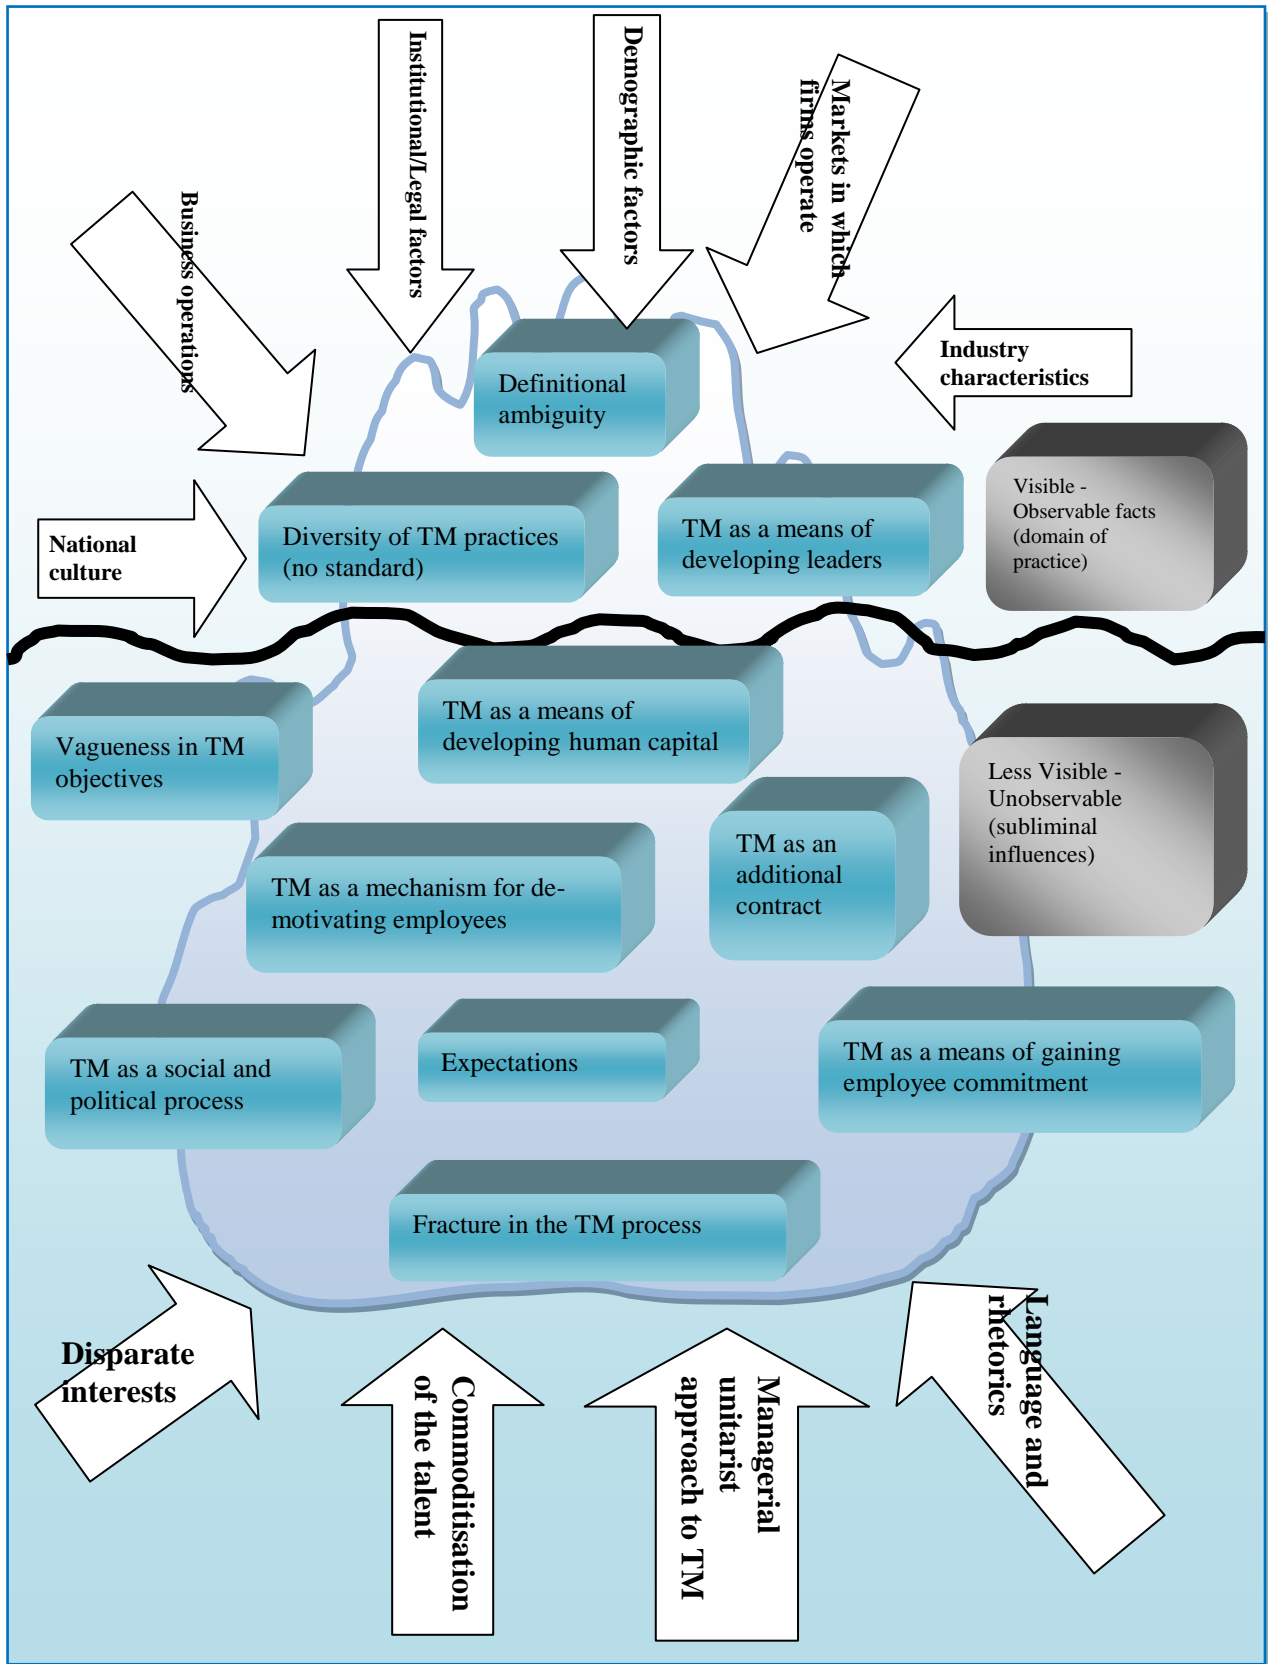 Institutional/Legal factors
Demographic factors
Markets in which
firms operate
Business operations
Industry
characteristics
Definitional
ambiguity
Visible -
Observable facts
(domain of
practice)
National
culture
Diversity of TM practices
(no standard)
TM as a means of
developing leaders
Vagueness in TM
objectives
TM as a means of
developing human capital
Less Visible -
Unobservable
(subliminal
influences)
TM as a mechanism for de-
motivating employees
TM as an
additional
contract
TM as a social and
political process
Expectations
TM as a means of gaining
employee commitment
Fracture in the TM process
Disparate
interests
Commoditisation
of the talent
Managerial
unitarist
approach to TM
Language and
rhetorics